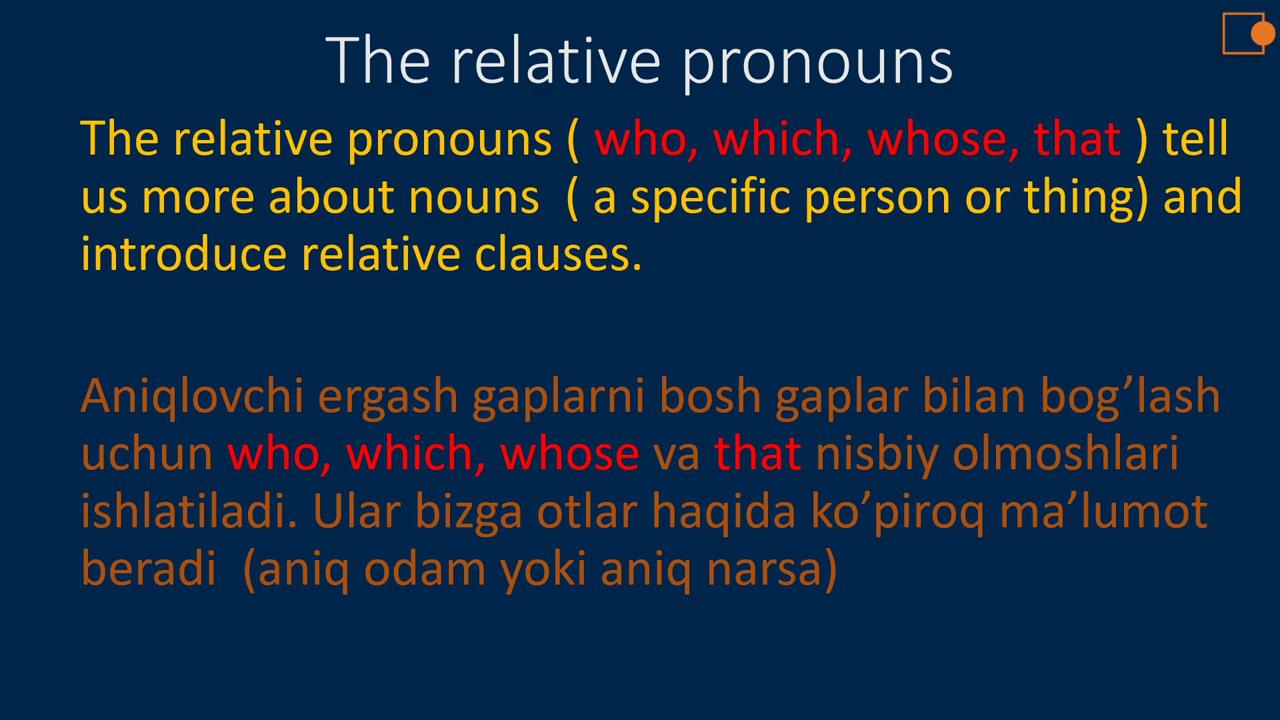 The relative pronouns
The relative pronouns ( who, which, whose, that ) tell
us more about nouns  ( a specific person or thing) and
introduce relative clauses.
Aniqlovchi ergash gaplarni bosh gaplar bilan bog’lash
uchun who, which, whose va that nisbiy olmoshlari
ishlatiladi. Ular bizga otlar haqida ko’piroq ma’lumot
beradi  (aniq odam yoki aniq narsa)